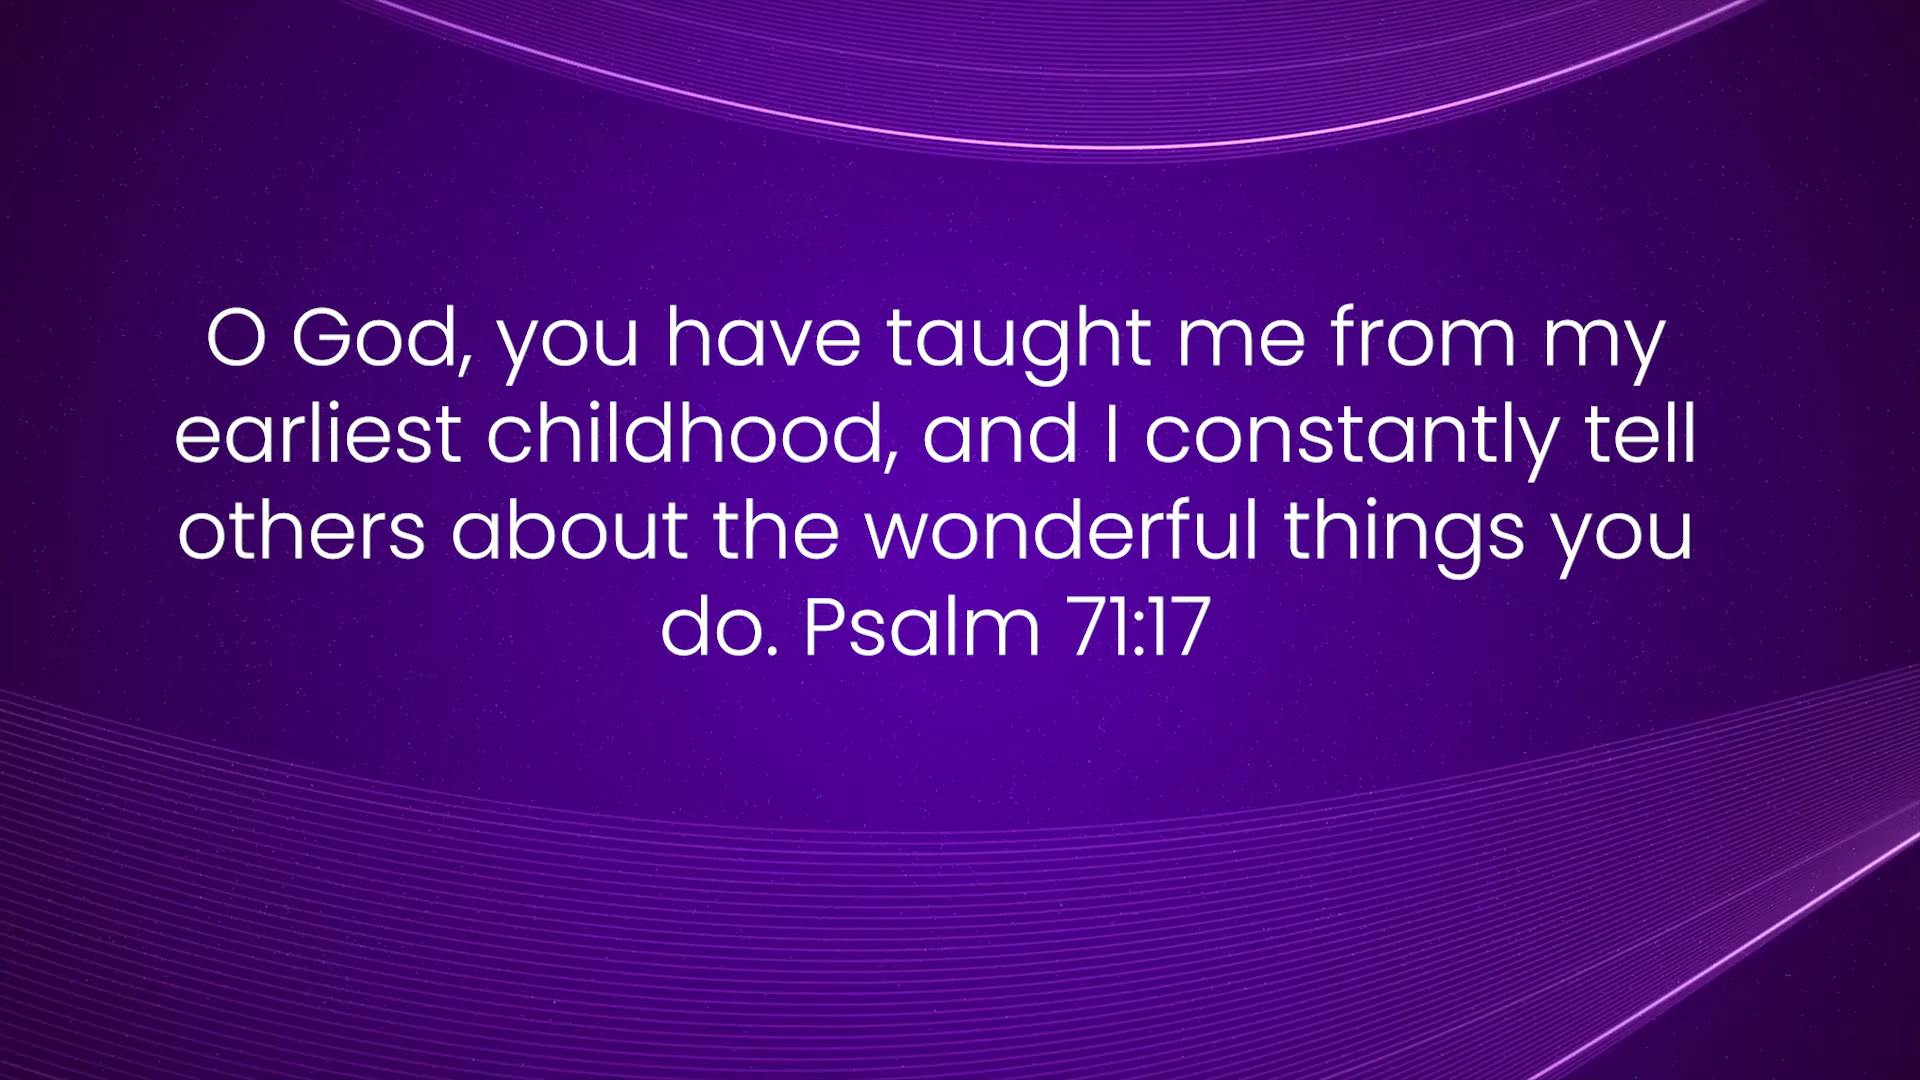 O God, you have taught me from my
earliest childhood, and I constantly tell
others about the wonderful things you
do. Psalm 71:17